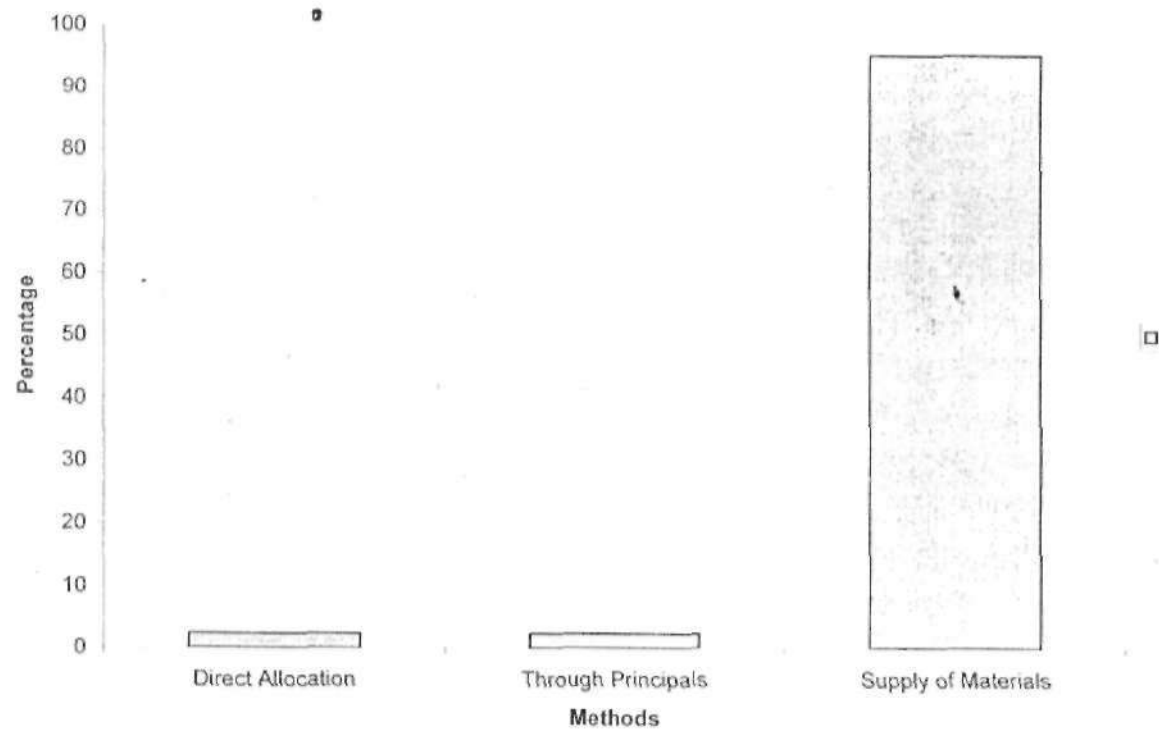 100
90
80
70
60
50
40
30
20
10
0
Percentage
Direct Allocation
Through Principals
Supply of Materials
Methods